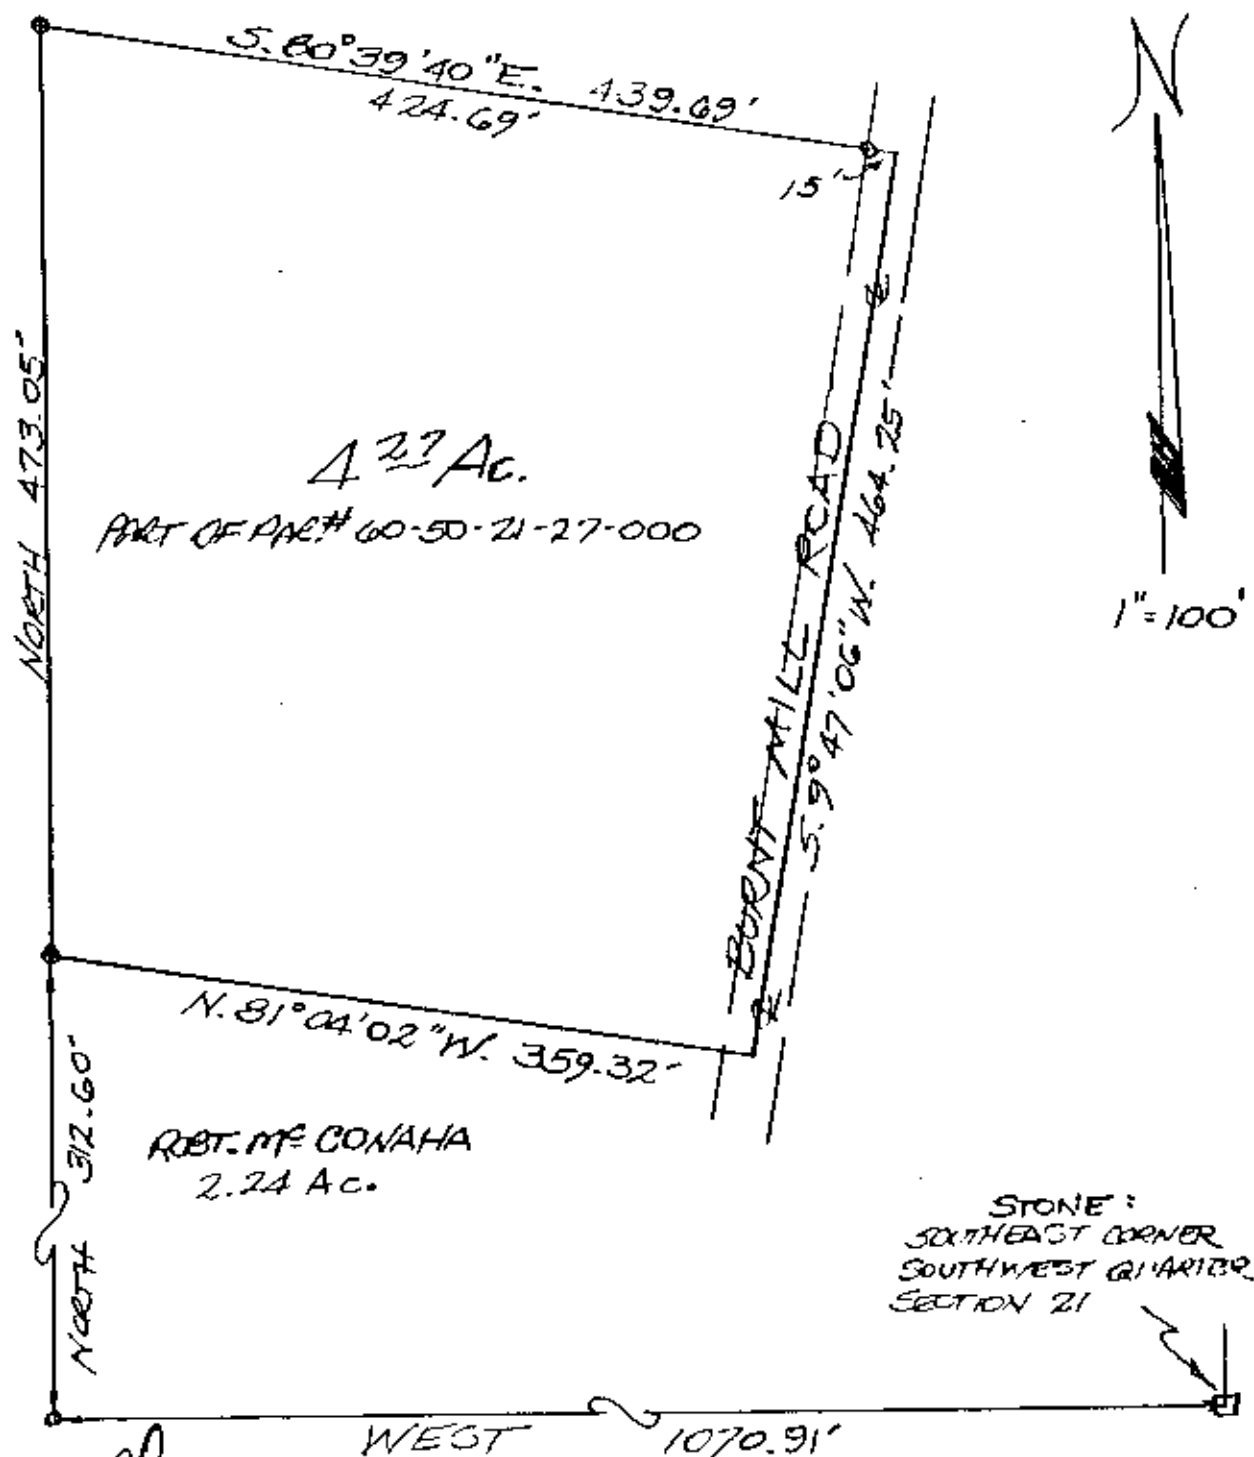 N
S. 80° 39' 40" E. 439.69'
424.69'
15'
NORTH 473.05'
4 27 Ac.
PART OF PAR# 60-50-21-27-000
BURNT MILL ROAD
S. 9° 47' 06" W. 464.25'
1" = 100'
N. 81° 04' 02" W. 359.32'
NORTH 312.60'
ROBT. Mc CONAHA
2.24 Ac.
STONE:
SOUTHEAST CORNER
SOUTHWEST QUARTER
SECTION 21
WEST 1070.91'